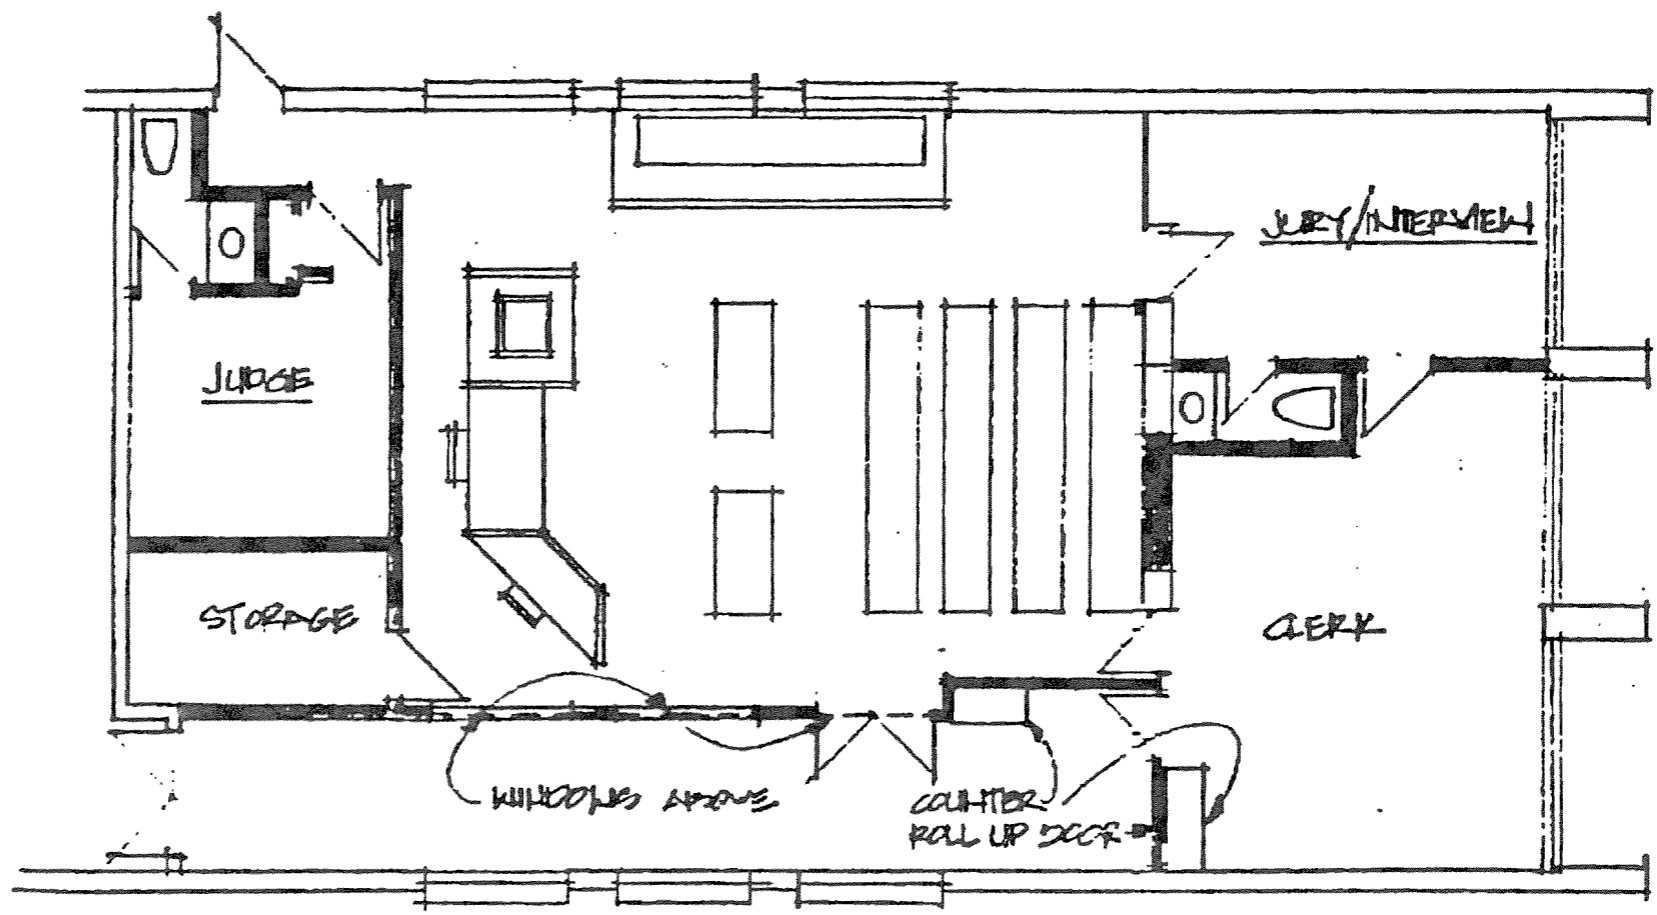 JURY/INTERVIEW
JUDGE
STORAGE
CLERK
WINDOWS ABOVE
COUNTER
ROLL UP DOOR